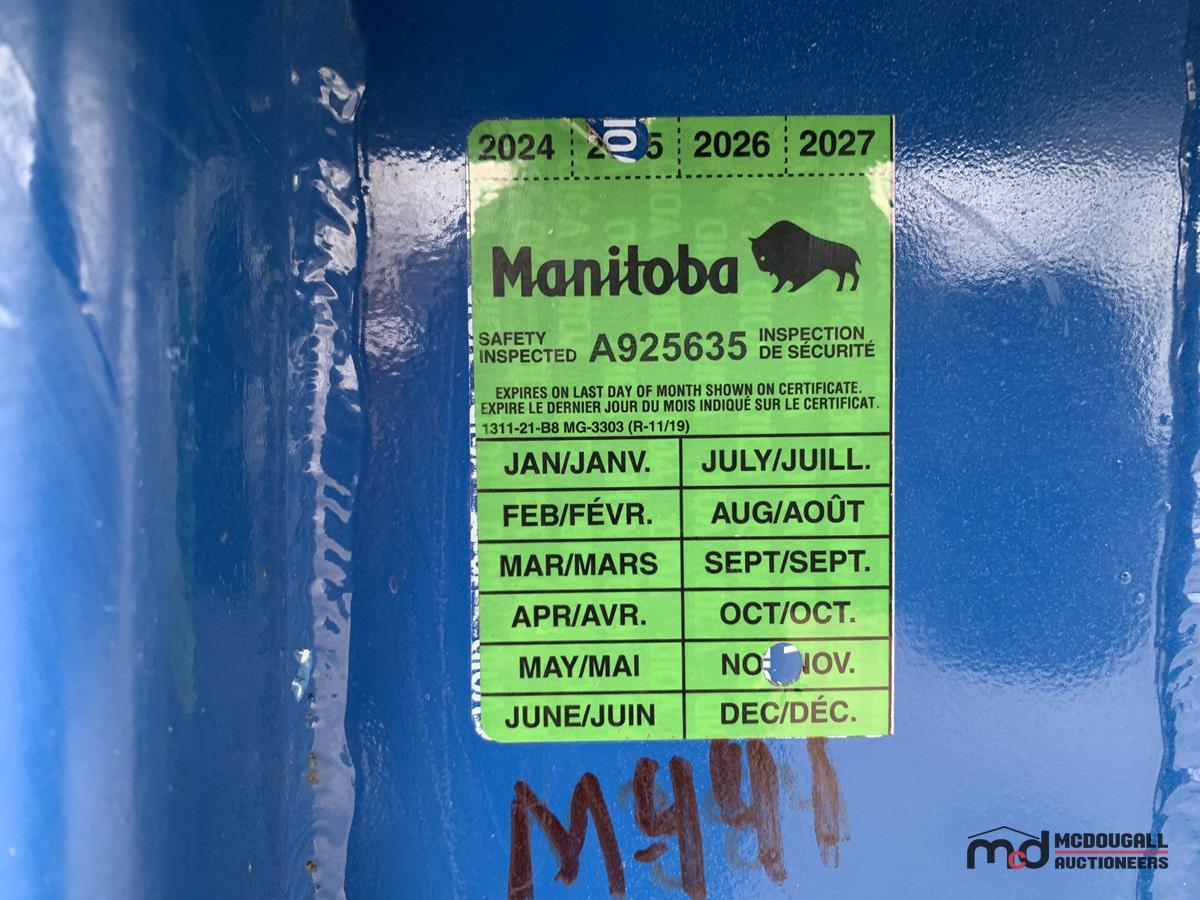 2024 2025 2026 2027
Manitoba
SAFETY INSPECTED A925635 INSPECTION DE SÉCURITÉ
EXPIRES ON LAST DAY OF MONTH SHOWN ON CERTIFICATE.
EXPIRE LE DERNIER JOUR DU MOIS INDIQUÉ SUR LE CERTIFICAT.
1311-21-B8 MG-3303 (R-11/19)
JAN/JANV. JULY/JUILL.
FEB/FÉVR. AUG/AOÛT
MAR/MARS SEPT/SEPT.
APR/AVR. OCT/OCT.
MAY/MAI NOV/NOV.
JUNE/JUIN DEC/DÉC.
mcd MCDOUGALL
AUCTIONEERS